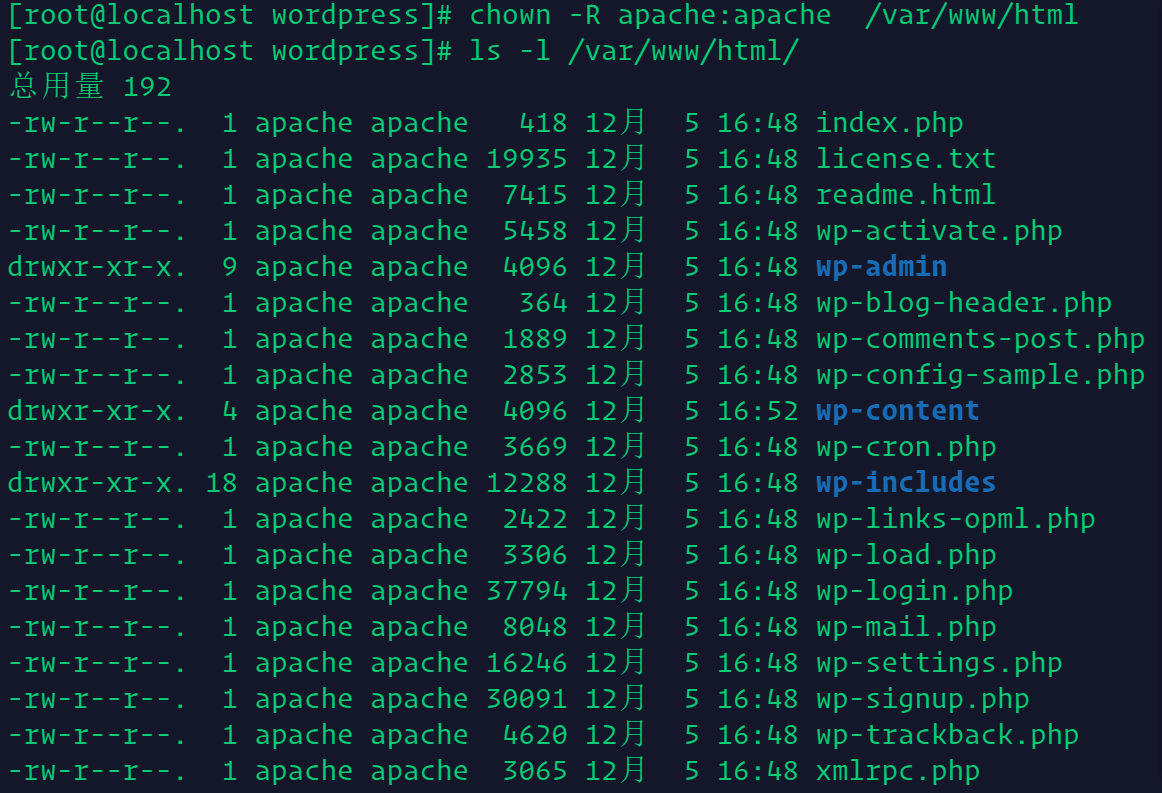 [root@localhost wordpress]# chown -R apache:apache  /var/www/html
[root@localhost wordpress]# ls -l /var/www/html/
总用量 192
-rw-r--r--.  1 apache apache   418 12月  5 16:48 index.php
-rw-r--r--.  1 apache apache 19935 12月  5 16:48 license.txt
-rw-r--r--.  1 apache apache  7415 12月  5 16:48 readme.html
-rw-r--r--.  1 apache apache  5458 12月  5 16:48 wp-activate.php
drwxr-xr-x.  9 apache apache  4096 12月  5 16:48 wp-admin
-rw-r--r--.  1 apache apache   364 12月  5 16:48 wp-blog-header.php
-rw-r--r--.  1 apache apache  1889 12月  5 16:48 wp-comments-post.php
-rw-r--r--.  1 apache apache  2853 12月  5 16:48 wp-config-sample.php
drwxr-xr-x.  4 apache apache  4096 12月  5 16:52 wp-content
-rw-r--r--.  1 apache apache  3669 12月  5 16:48 wp-cron.php
drwxr-xr-x. 18 apache apache 12288 12月  5 16:48 wp-includes
-rw-r--r--.  1 apache apache  2422 12月  5 16:48 wp-links-opml.php
-rw-r--r--.  1 apache apache  3306 12月  5 16:48 wp-load.php
-rw-r--r--.  1 apache apache 37794 12月  5 16:48 wp-login.php
-rw-r--r--.  1 apache apache  8048 12月  5 16:48 wp-mail.php
-rw-r--r--.  1 apache apache 16246 12月  5 16:48 wp-settings.php
-rw-r--r--.  1 apache apache 30091 12月  5 16:48 wp-signup.php
-rw-r--r--.  1 apache apache  4620 12月  5 16:48 wp-trackback.php
-rw-r--r--.  1 apache apache  3065 12月  5 16:48 xmlrpc.php